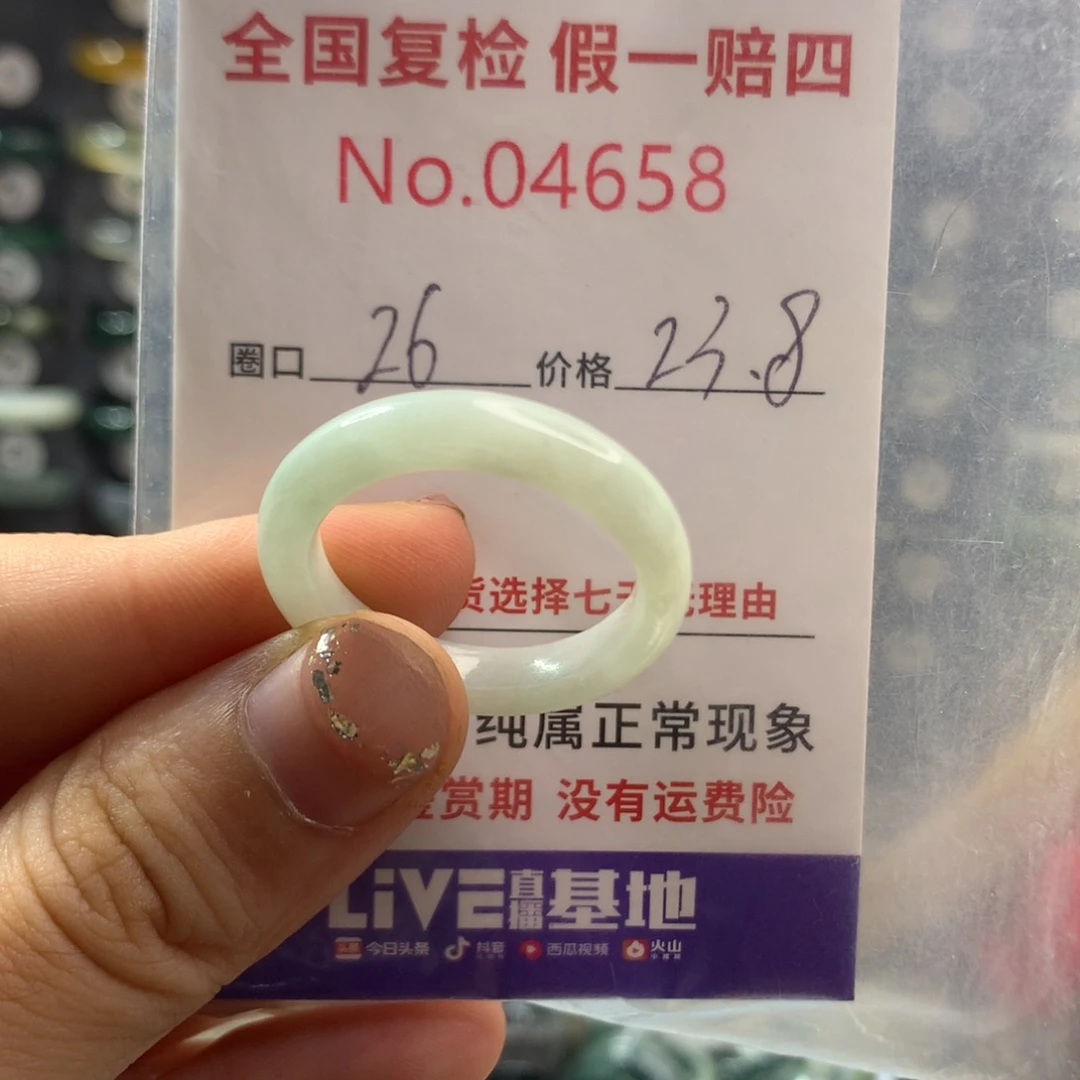 全国复检 假一赔四
No.04658
圈口 26 价格 23.8
货选择七天无理由
纯属正常现象
鉴赏期 没有运费险
LiVE直播基地
今日头条 抖音 西瓜视频 火山